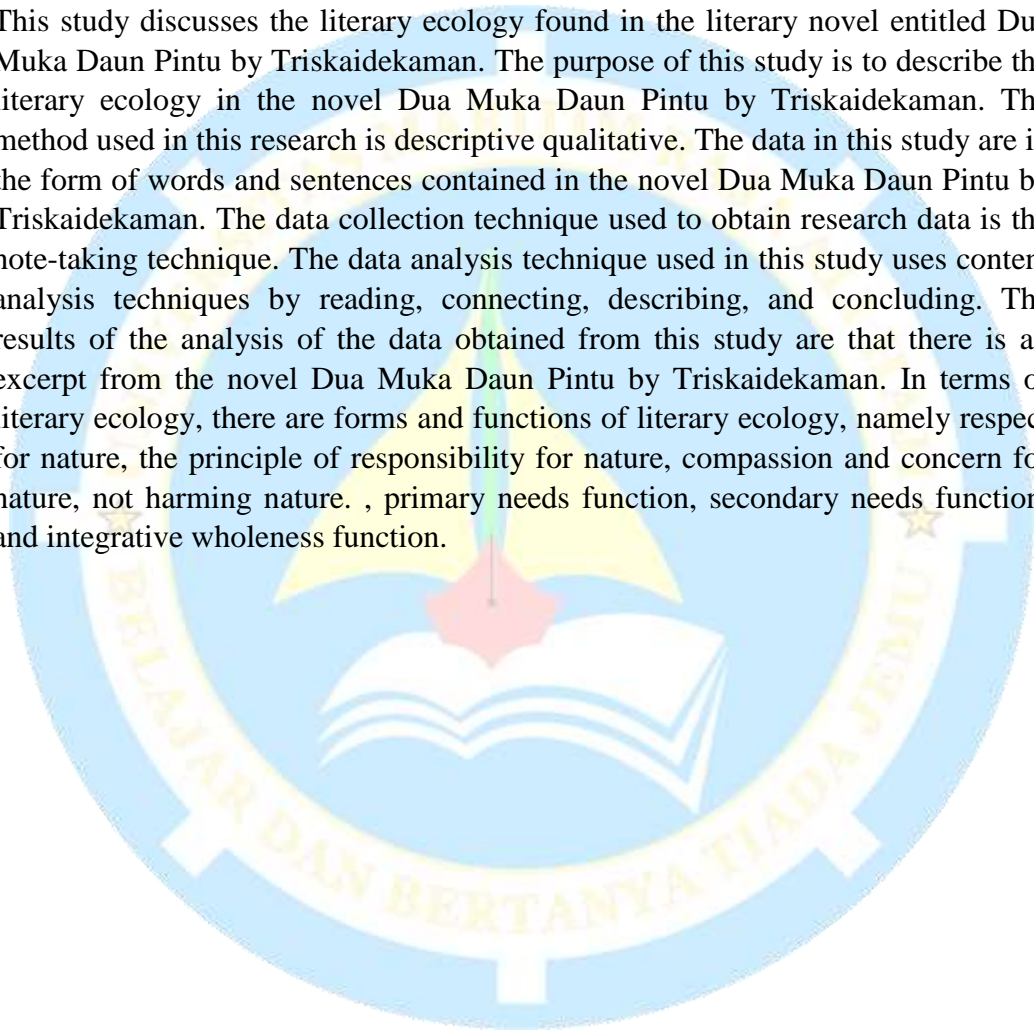 This study discusses the literary ecology found in the literary novel entitled Du
Muka Daun Pintu by Triskaidekaman. The purpose of this study is to describe th
literary ecology in the novel Dua Muka Daun Pintu by Triskaidekaman. Th
method used in this research is descriptive qualitative. The data in this study are i
the form of words and sentences contained in the novel Dua Muka Daun Pintu b
Triskaidekaman. The data collection technique used to obtain research data is th
note-taking technique. The data analysis technique used in this study uses conten
analysis techniques by reading, connecting, describing, and concluding. Th
results of the analysis of the data obtained from this study are that there is a
excerpt from the novel Dua Muka Daun Pintu by Triskaidekaman. In terms o
literary ecology, there are forms and functions of literary ecology, namely respec
for nature, the principle of responsibility for nature, compassion and concern fo
nature, not harming nature. , primary needs function, secondary needs function
and integrative wholeness function.
BELAJAR DAN BERTANYA TIADA JEMU